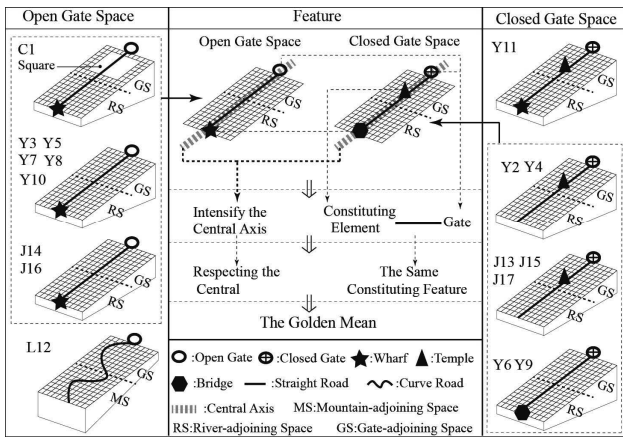 Open Gate Space
C1
Square
GS
RS
Y3 Y5
Y7 Y8
Y10
GS
RS
J14
J16
GS
RS
L12
GS
MS
Feature
Open Gate Space
Closed Gate Space
GS
RS
GS
RS
Intensify the
Central Axis
Constituting
Element
Gate
Respecting the
Central
The Same
Constituting Feature
The Golden Mean
:Open Gate
:Closed Gate
:Wharf
:Temple
:Bridge
:Straight Road
:Curve Road
:Central Axis
MS:Mountain-adjoining Space
RS:River-adjoining Space
GS:Gate-adjoining Space
Closed Gate Space
Y11
GS
RS
Y2 Y4
GS
RS
J13 J15
J17
GS
RS
Y6 Y9
GS
RS